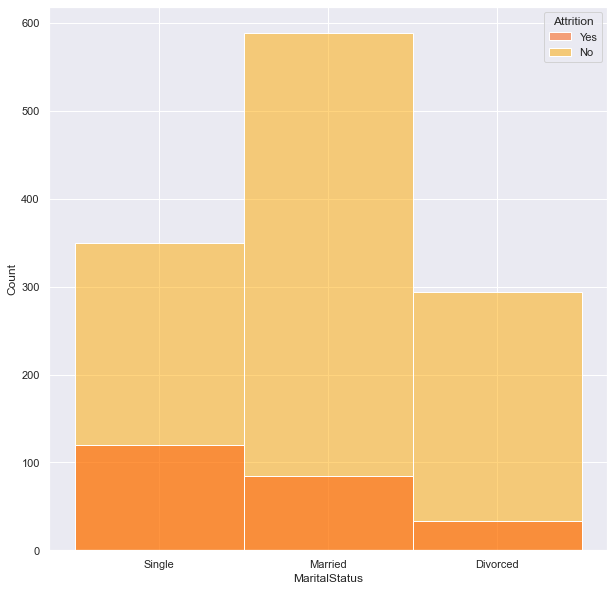 600
500
400
300
200
100
0
Count
Single Married Divorced
MaritalStatus
Attrition
Yes
No